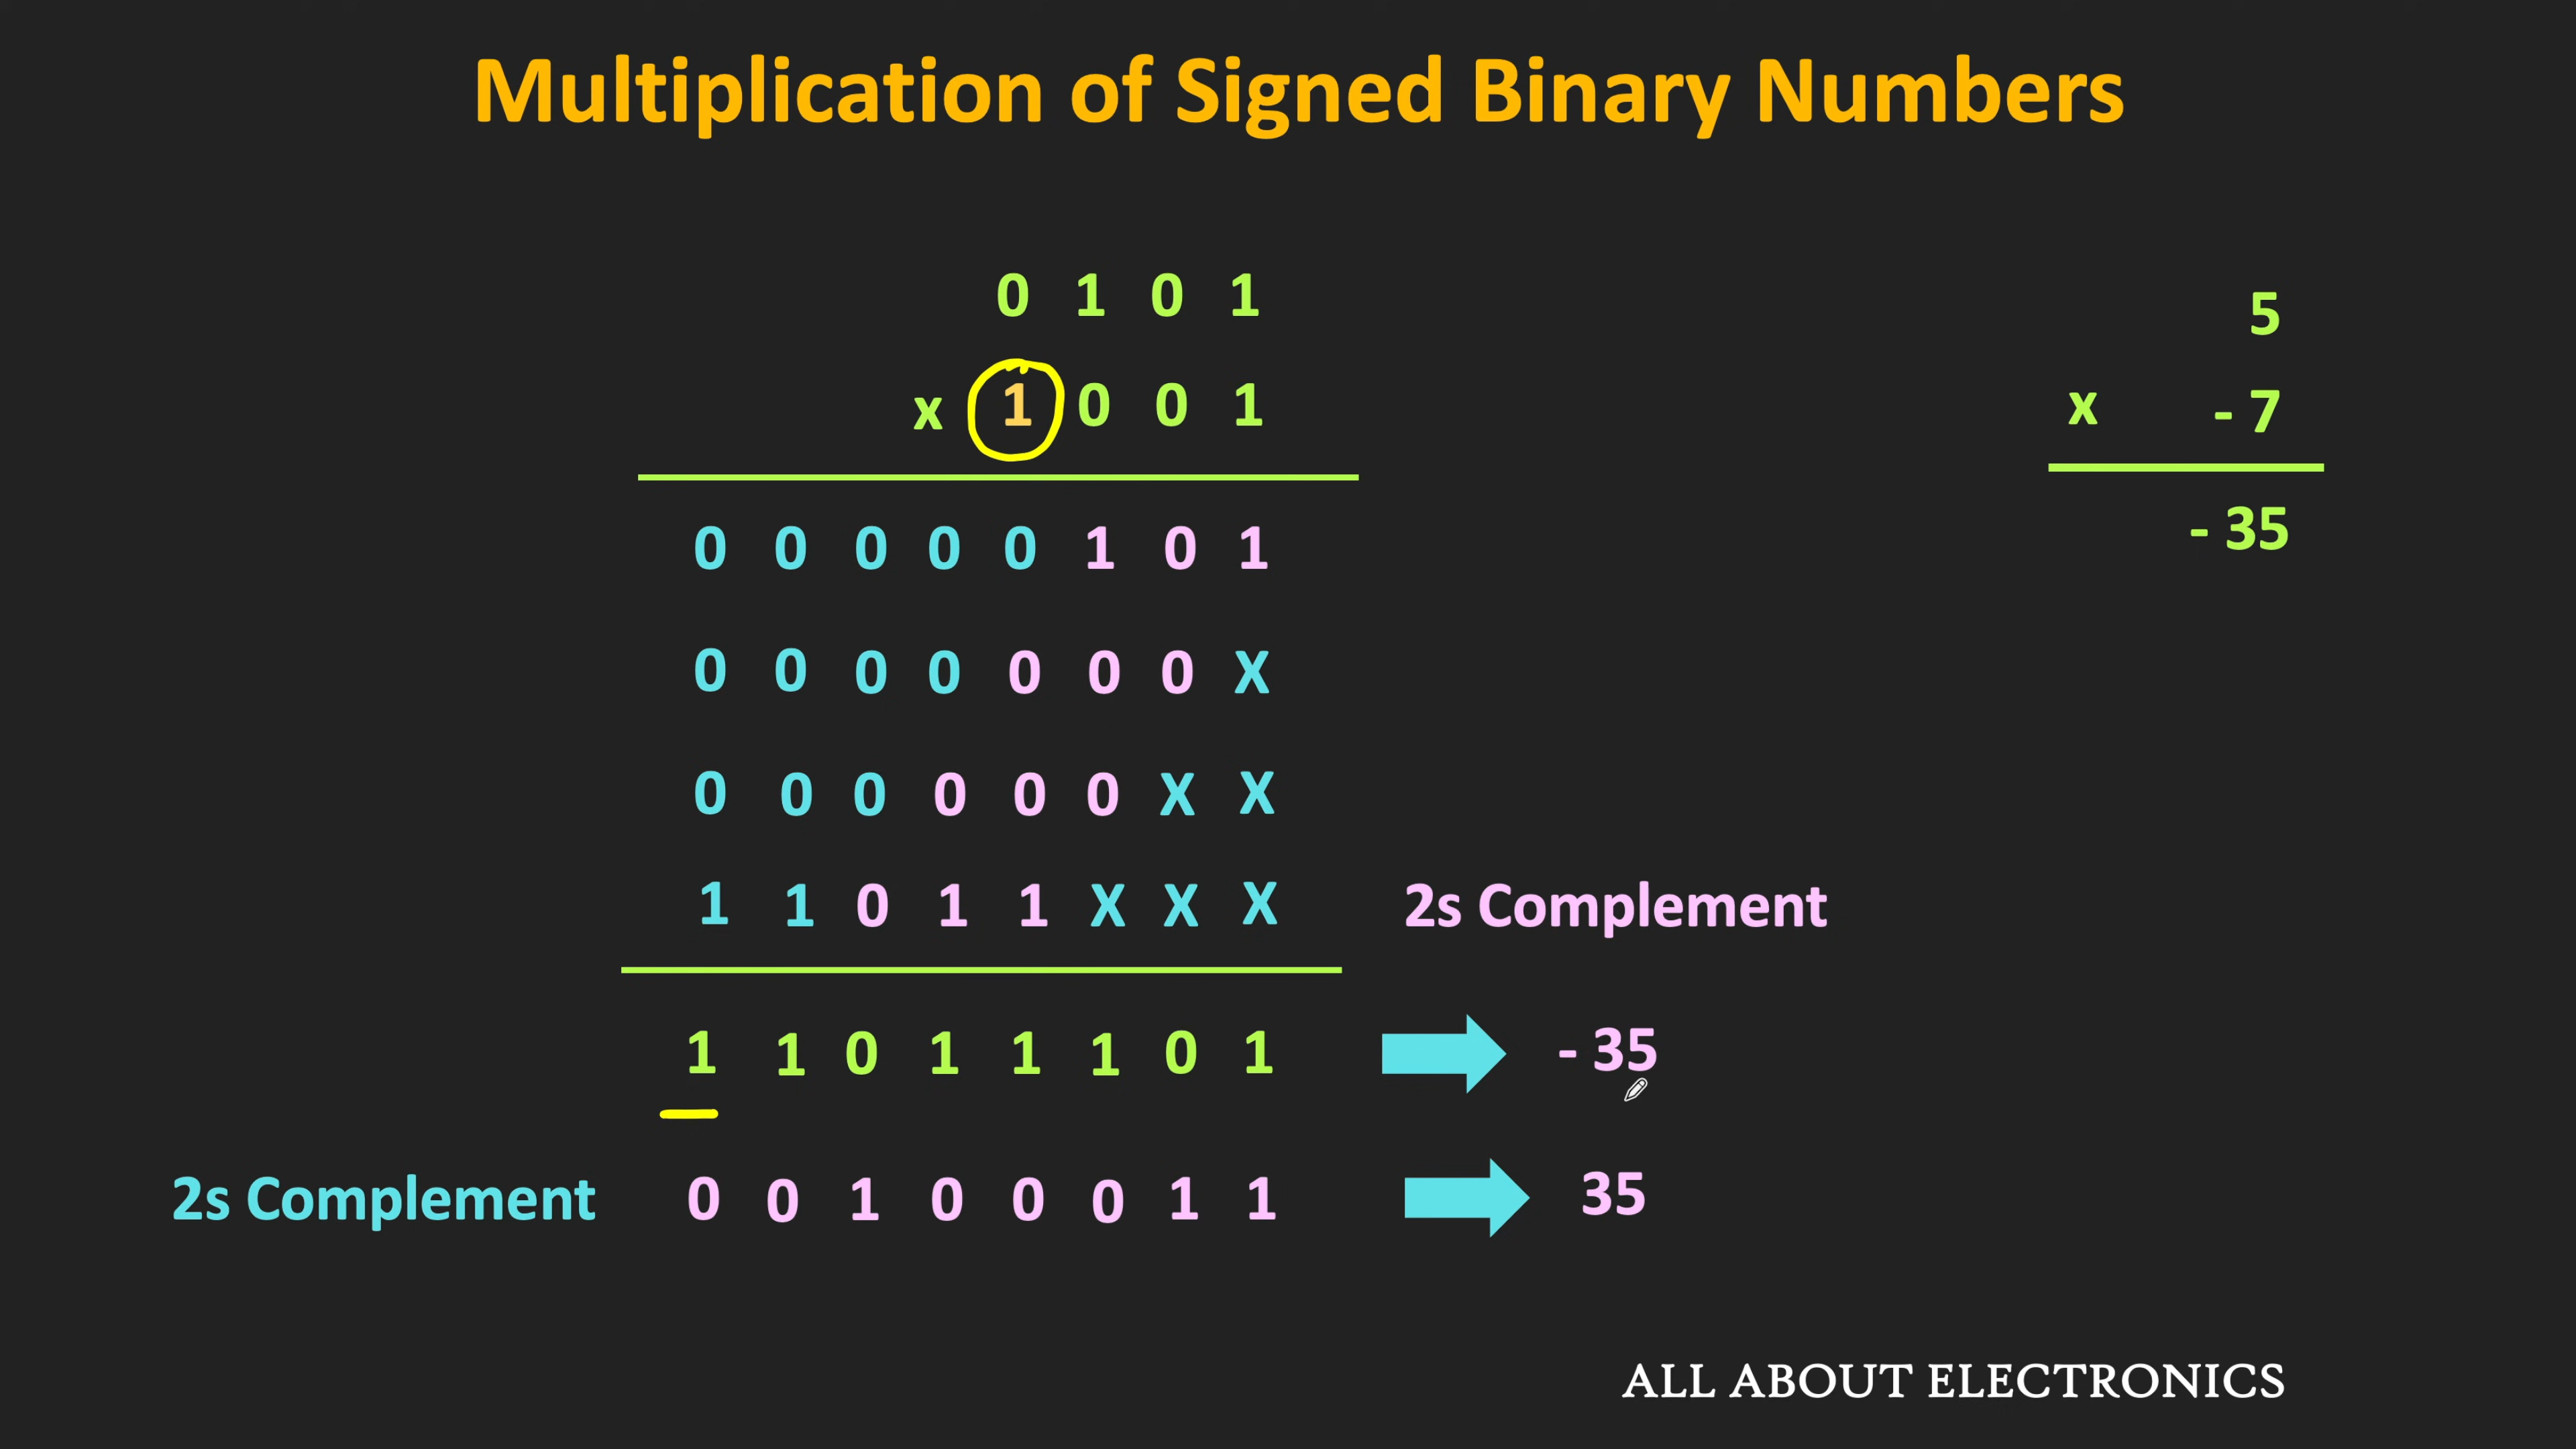 Multiplication of Signed Binary Numbers
0 1 0 1
x 1 0 0 1
0 0 0 0 0 1 0 1
0 0 0 0 0 0 0 X
0 0 0 0 0 0 X X
1 1 0 1 1 X X X 2s Complement
1 1 0 1 1 1 0 1 - 35
2s Complement 0 0 1 0 0 0 1 1 35
5
x - 7
- 35
ALL ABOUT ELECTRONICS